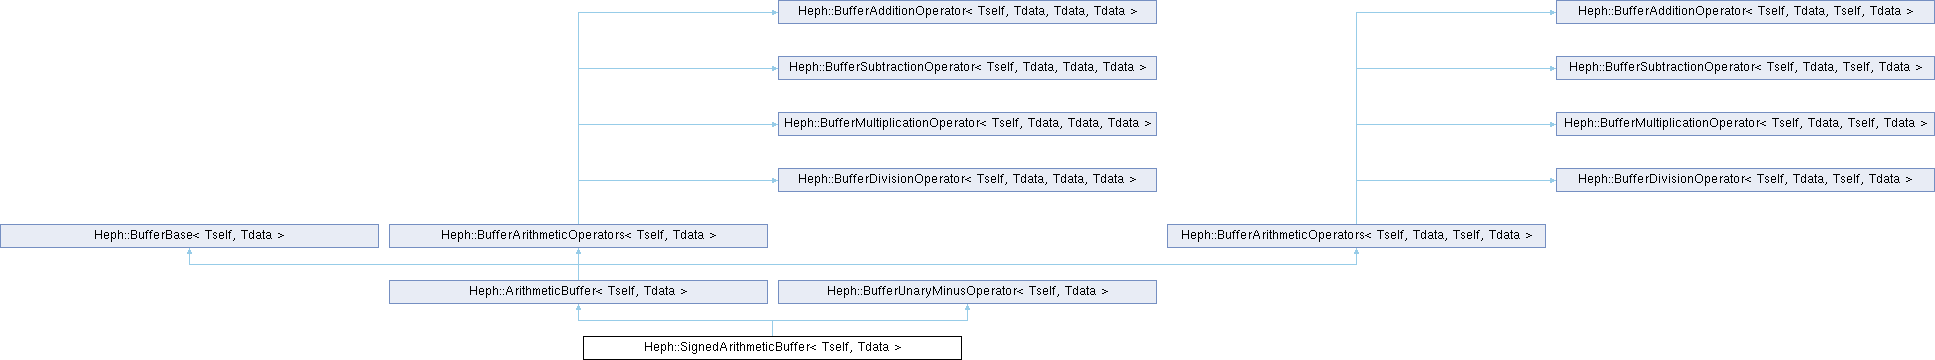 Heph::BufferAdditionOperator< Tself, Tdata, Tdata, Tdata >
Heph::BufferAdditionOperator< Tself, Tdata, Tself, Tdata >
Heph::BufferSubtractionOperator< Tself, Tdata, Tdata, Tdata >
Heph::BufferSubtractionOperator< Tself, Tdata, Tself, Tdata >
Heph::BufferMultiplicationOperator< Tself, Tdata, Tdata, Tdata >
Heph::BufferMultiplicationOperator< Tself, Tdata, Tself, Tdata >
Heph::BufferDivisionOperator< Tself, Tdata, Tdata, Tdata >
Heph::BufferDivisionOperator< Tself, Tdata, Tself, Tdata >
Heph::BufferBase< Tself, Tdata >
Heph::BufferArithmeticOperators< Tself, Tdata >
Heph::BufferArithmeticOperators< Tself, Tdata, Tself, Tdata >
Heph::ArithmeticBuffer< Tself, Tdata >
Heph::BufferUnaryMinusOperator< Tself, Tdata >
Heph::SignedArithmeticBuffer< Tself, Tdata >